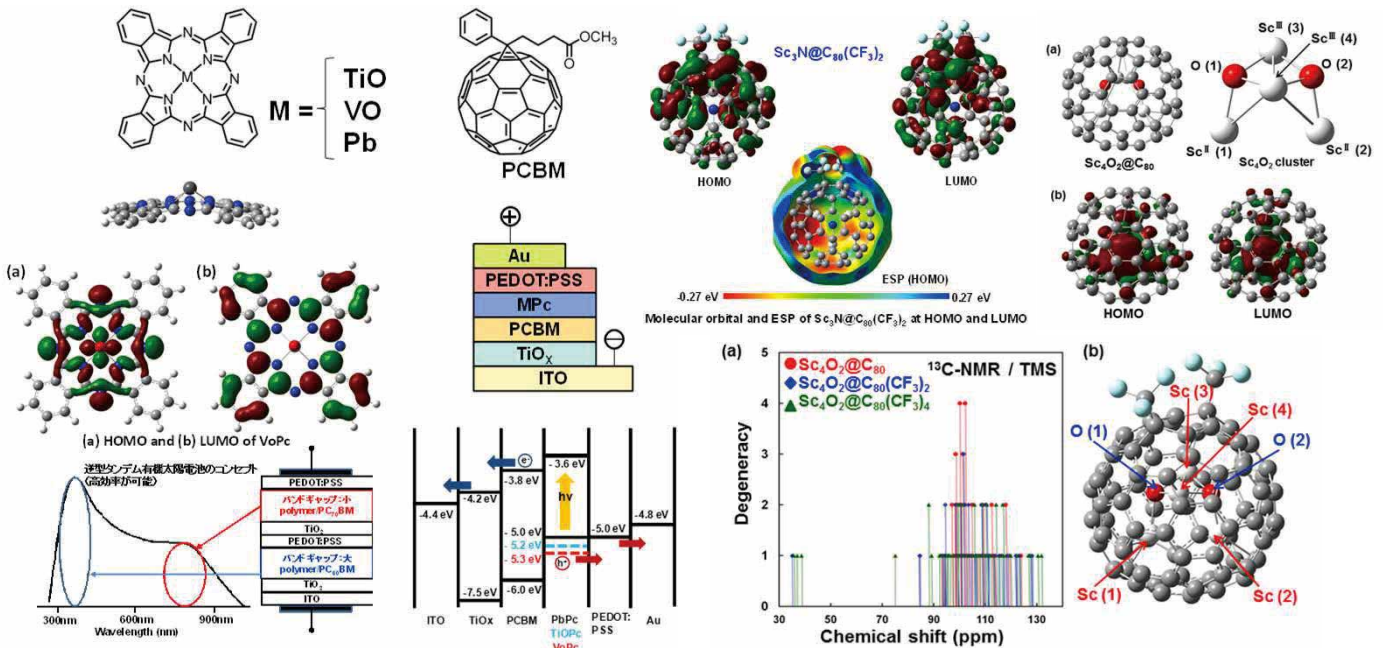 N
N
N
N
M
N
N
N
N
M =
TiO
VO
Pb
O
OCH₃
PCBM
Sc₃N@C₈₀(CF₃)₂
HOMO
LUMO
ESP (HOMO)
-0.27 eV
0.27 eV
Molecular orbital and ESP of Sc₃N@C₈₀(CF₃)₂ at HOMO and LUMO
(a)
Sc₄O₂@C₈₀
Scᴵᴵᴵ (3)
Scᴵᴵᴵ (4)
O (1)
O (2)
Scᴵᴵ (1)
Scᴵᴵ (2)
Sc₄O₂ cluster
(b)
HOMO
LUMO
(a)
(b)
(a) HOMO and (b) LUMO of VoPc
Au
PEDOT:PSS
MPc
PCBM
TiOₓ
ITO
逆型タンデム有機太陽電池のコンセプト
(高効率が可能)
300nm
600nm
900nm
Wavelength (nm)
PEDOT:PSS
バンドギャップ:小
polymer/PC₇₀BM
TiO₂
PEDOT:PSS
バンドギャップ:大
polymer/PC₆₀BM
TiO₂
ITO
e⁻
hν
h⁺
-4.4 eV
-4.2 eV
-7.5 eV
-3.8 eV
-6.0 eV
-3.6 eV
-5.0 eV
-5.2 eV
-5.3 eV
-5.0 eV
-4.8 eV
ITO
TiOx
PCBM
PbPc
TiOPc
VoPc
PEDOT:
PSS
Au
(a)
Sc₄O₂@C₈₀
Sc₄O₂@C₈₀(CF₃)₂
Sc₄O₂@C₈₀(CF₃)₄
¹³C-NMR / TMS
Degeneracy
5
4
3
2
1
0
30
50
70
90
110
130
Chemical shift (ppm)
(b)
Sc (3)
Sc (4)
O (1)
O (2)
Sc (1)
Sc (2)